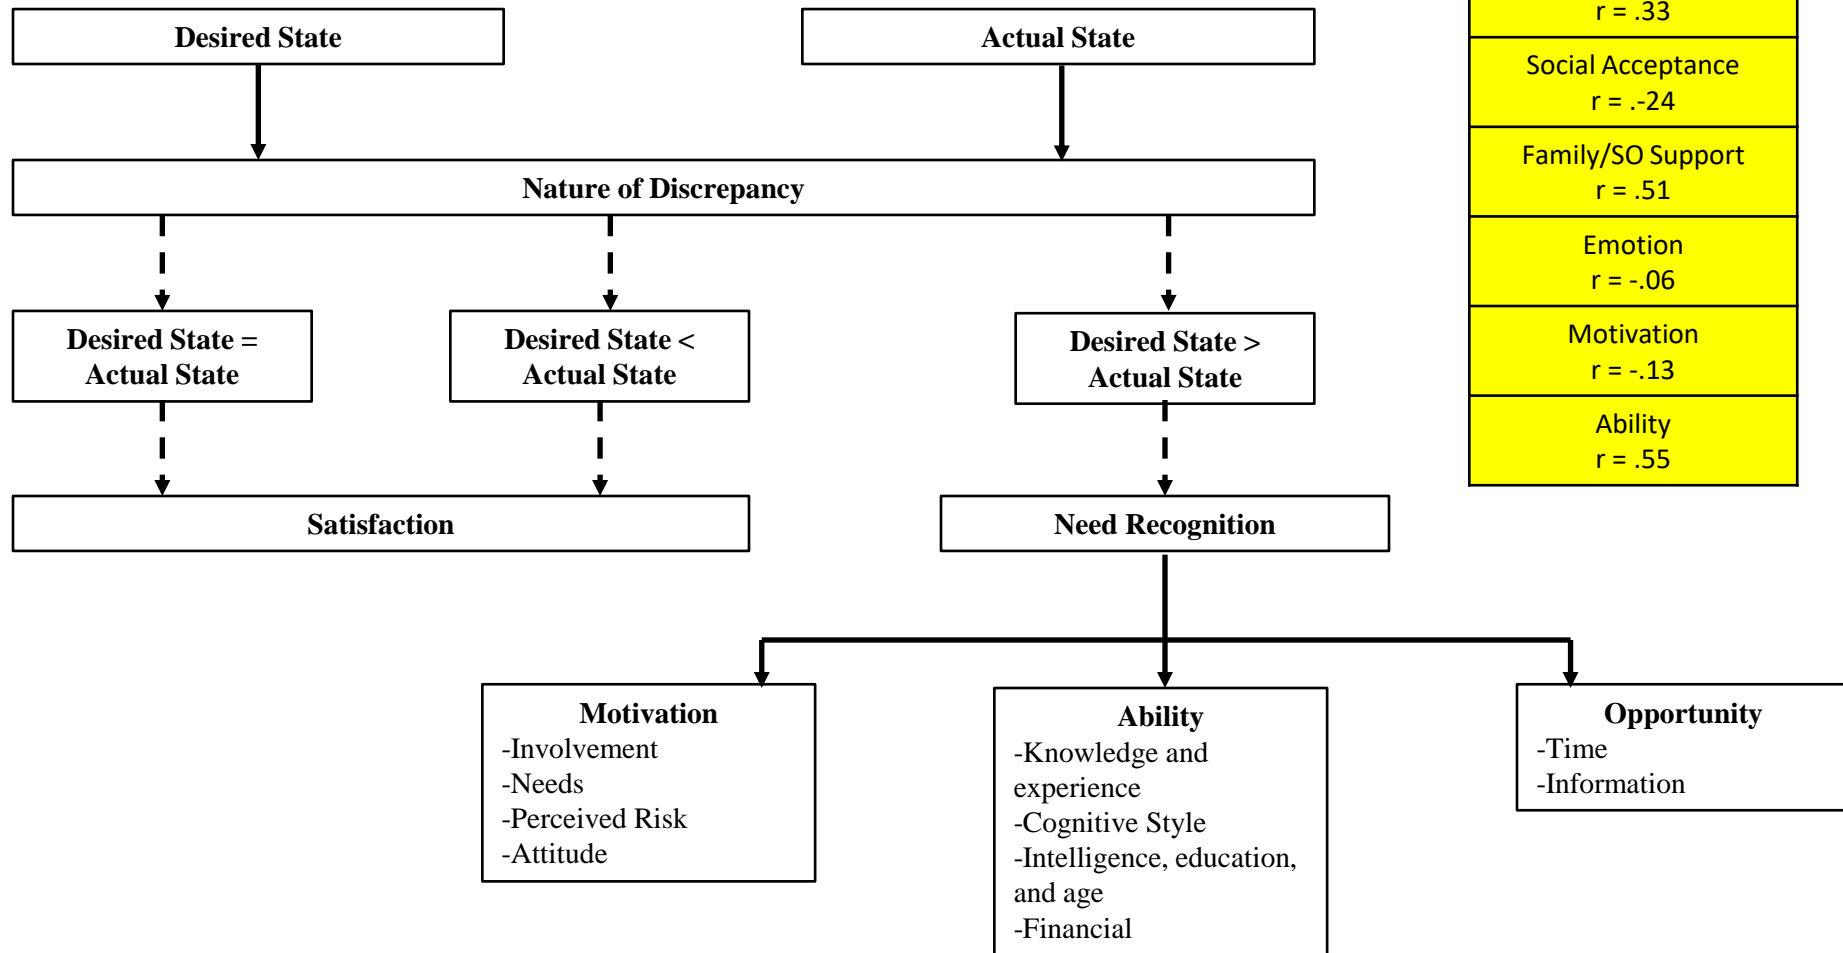 Desired State
Actual State
Nature of Discrepancy
Desired State =
Actual State
Desired State <
Actual State
Desired State >
Actual State
Satisfaction
Need Recognition
Motivation
-Involvement
-Needs
-Perceived Risk
-Attitude
Ability
-Knowledge and
experience
-Cognitive Style
-Intelligence, education,
and age
-Financial
Opportunity
-Time
-Information
r = .33
Social Acceptance
r = .-24
Family/SO Support
r = .51
Emotion
r = -.06
Motivation
r = -.13
Ability
r = .55